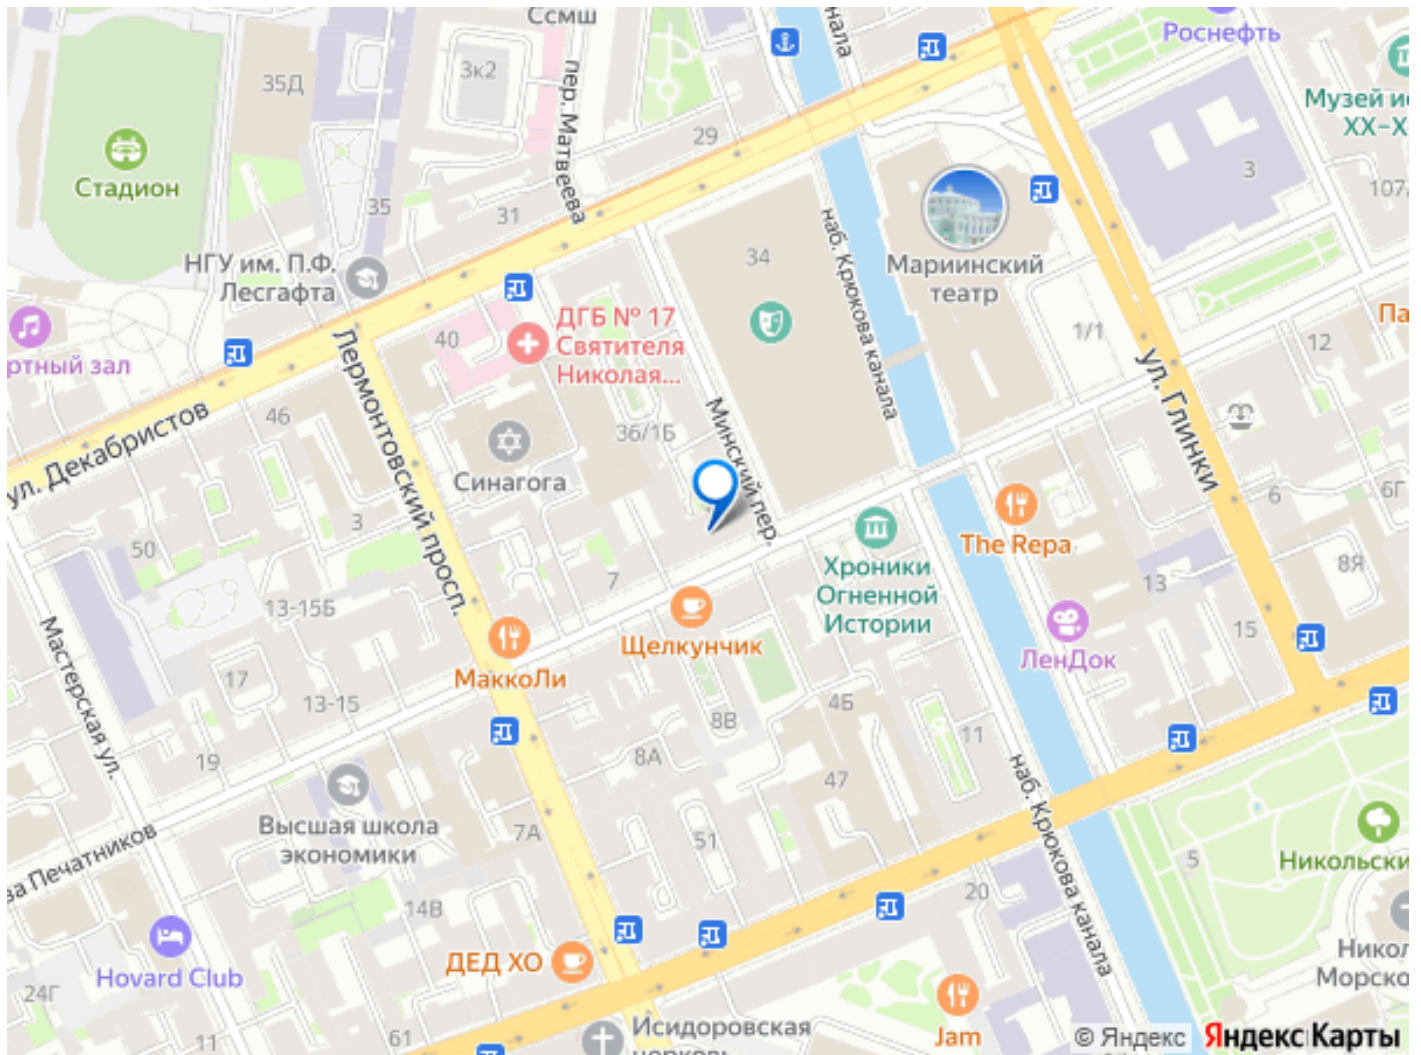 Ссмш
канала
Роснефть
3к2
35Д
пер. Матвеева
29
Музей ис
XX–X
3
107
Стадион
35
31
34
наб. Крюкова канала
Мариинский
театр
НГУ им. П.Ф.
Лесгафта
ДГБ № 17
Святителя
Николая...
40
ртный зал
1/1
12
Па
ул. Глинки
ул. Декабристов
46
Лермонтовский просп.
Синагога
36/1Б
Минский пер.
3
50
6
6Г
The Repa
Хроники
Огненной
Истории
8Я
13
7
13-15Б
Щелкунчик
15
ЛенДок
МаккоЛи
17
13-15
Мастерская ул.
19
4Б
8В
11
8А
47
наб. Крюкова канала
Высшая школа
экономики
7А
51
5
Никольски
ва Печатников
14В
20
Hovard Club
ДЕД ХО
Никол
Морско
24Г
11
61
Исидоровская
церковь
Jam
© Яндекс
Яндекс Карты